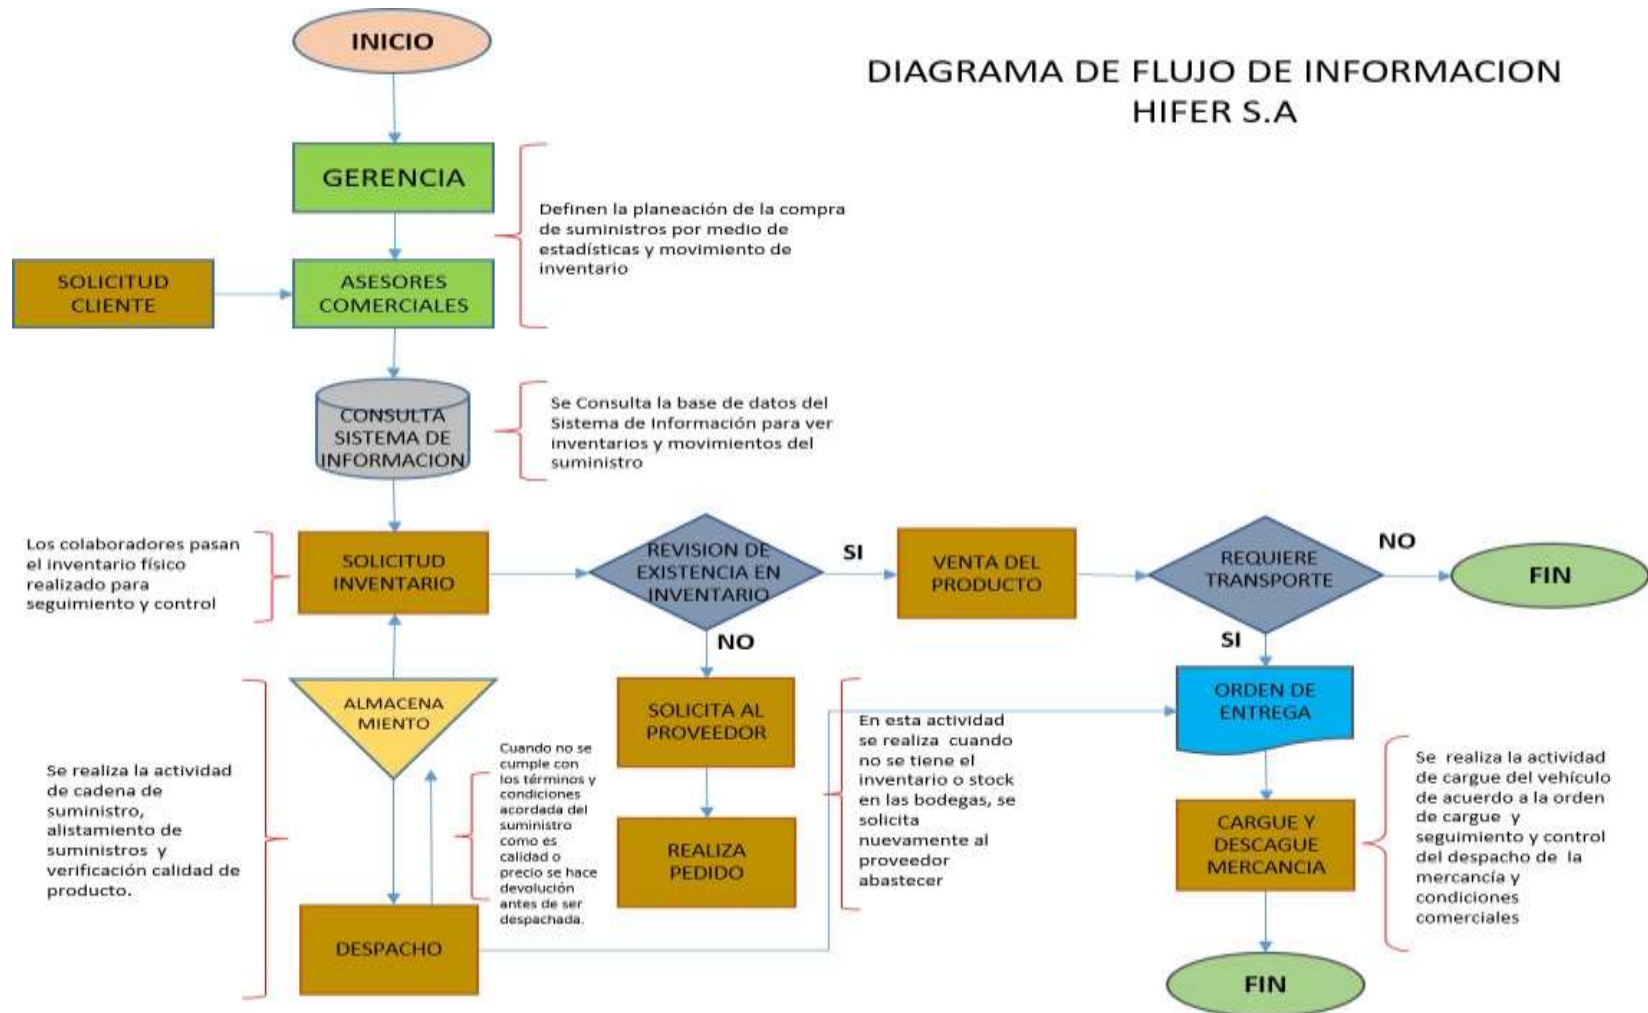 INICIO
DIAGRAMA DE FLUJO DE INFORMACION
HIFER S.A
GERENCIA
Definen la planeación de la compra
de suministros por medio de
estadísticas y movimiento de
inventario
SOLICITUD
CLIENTE
ASESORES
COMERCIALES
CONSULTA
SISTEMA DE
INFORMACION
Se Consulta la base de datos del
Sistema de Información para ver
inventarios y movimientos del
suministro
Los colaboradores pasan
el inventario físico
realizado para
seguimiento y control
SOLICITUD
INVENTARIO
REVISION DE
EXISTENCIA EN
INVENTARIO
SI
VENTA DEL
PRODUCTO
REQUIERE
TRANSPORTE
NO
FIN
NO
SI
ALMACENA
MIENTO
SOLICITA AL
PROVEEDOR
ORDEN DE
ENTREGA
Se realiza la actividad
de cadena de
suministro,
alistamiento de
suministros y
verificación calidad de
producto.
Cuando no se
cumple con
los términos y
condiciones
acordada del
suministro
como es
calidad o
precio se hace
devolución
antes de ser
despachada.
REALIZA
PEDIDO
En esta actividad
se realiza cuando
no se tiene el
inventario o stock
en las bodegas, se
solicita
nuevamente al
proveedor
abastecer
CARGUE Y
DESCAGUE
MERCANCIA
Se realiza la actividad
de cargue del vehículo
de acuerdo a la orden
de cargue y
seguimiento y control
del despacho de la
mercancía y
condiciones
comerciales
DESPACHO
FIN